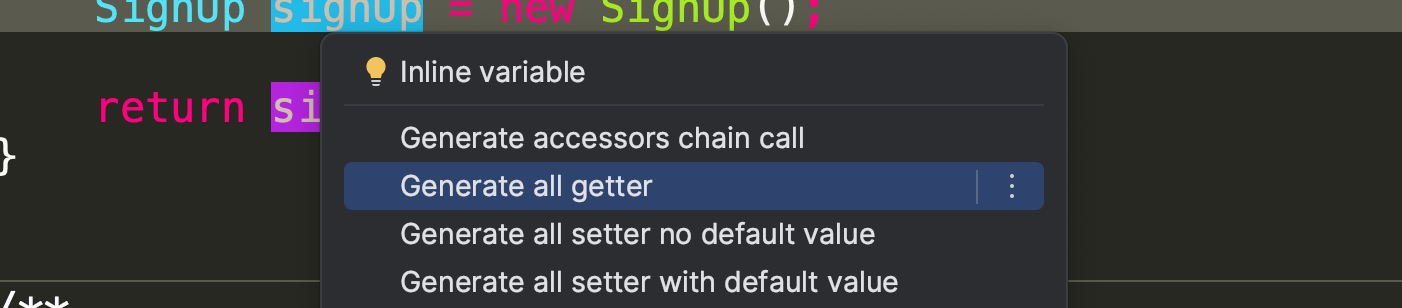 SignUp signUp = new SignUp();
Inline variable
return si
Generate accessors chain call
}
Generate all getter
Generate all setter no default value
Generate all setter with default value
/**